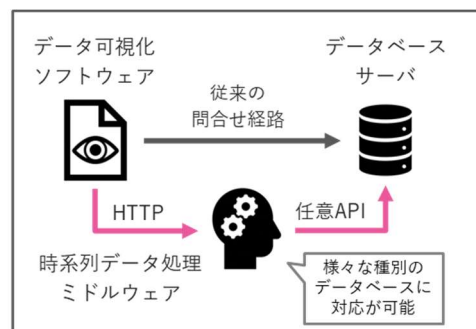 データ可視化
ソフトウェア
データベース
サーバ
従来の
問合せ経路
HTTP
任意API
時系列データ処理
ミドルウェア
様々な種別の
データベースに
対応が可能